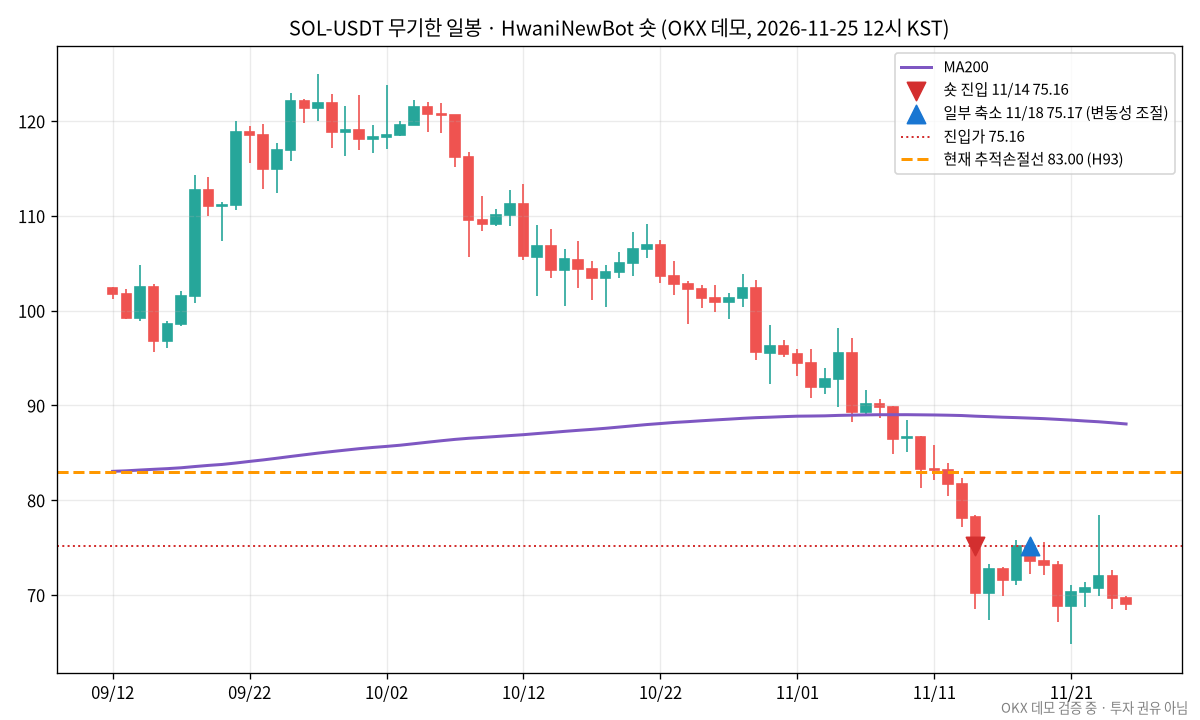 SOL-USDT 무기한 일봉 · HwaniNewBot 숏 (OKX 데모, 2026-11-25 12시 KST)
MA200
숏 진입 11/14 75.16
일부 축소 11/18 75.17 (변동성 조절)
진입가 75.16
현재 추적손절선 83.00 (H93)
120
110
100
90
80
70
09/12
09/22
10/02
10/12
10/22
11/01
11/11
11/21
OKX 데모 검증 중 · 투자 권유 아님